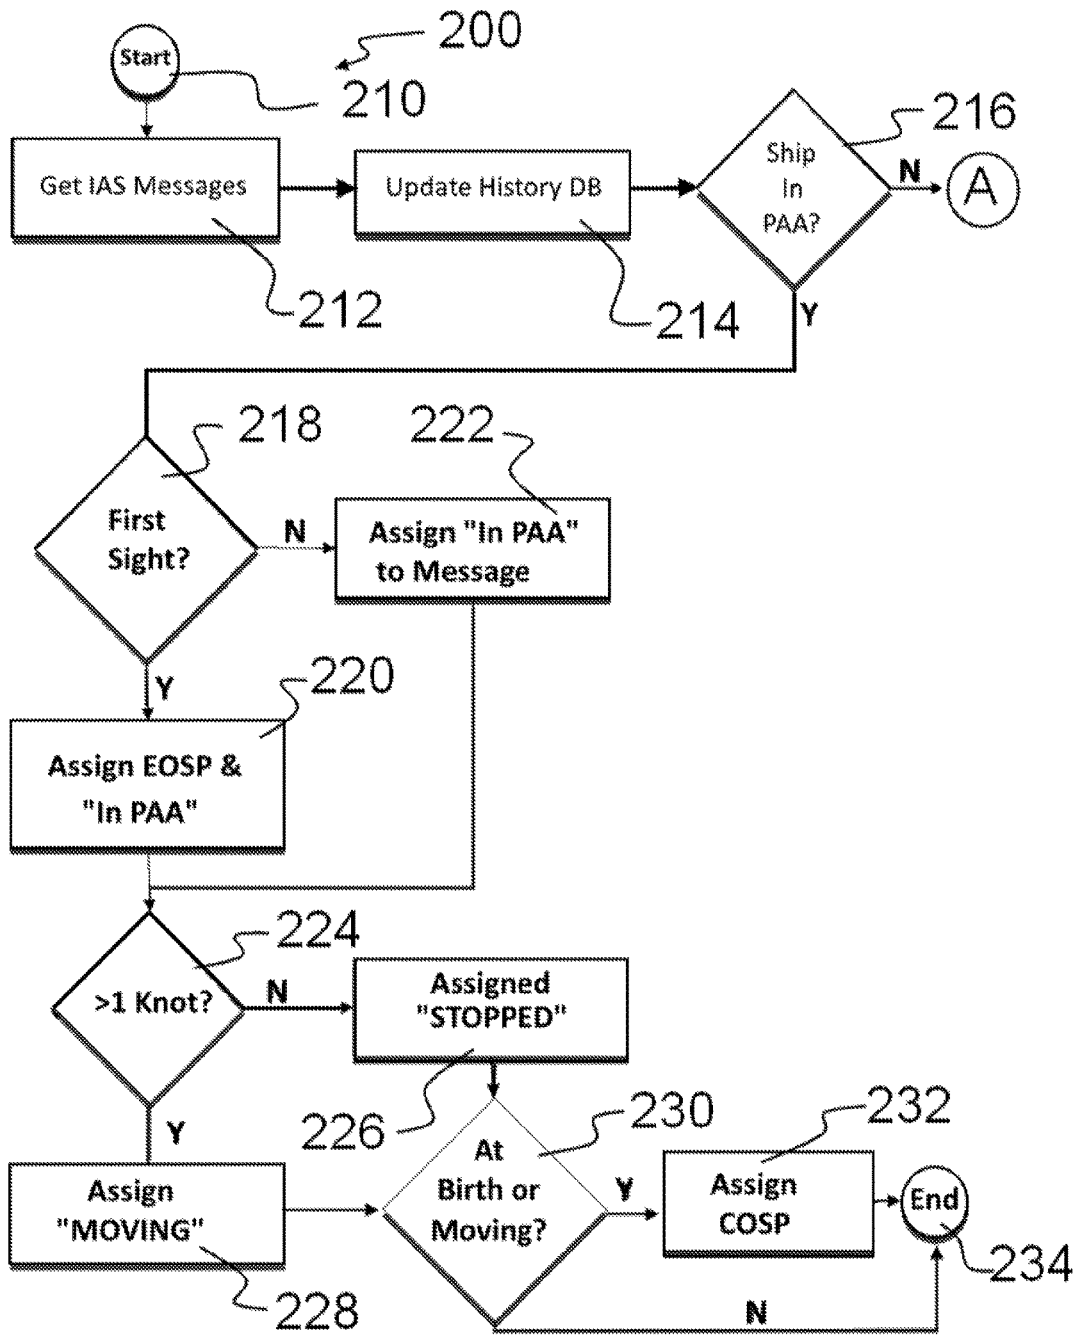 Start
200
210
216
Get IAS Messages
Update History DB
Ship
In
PAA?
N
A
212
214
Y
218
222
First
Sight?
N
Assign "In PAA"
to Message
Y
220
Assign EOSP &
"In PAA"
224
>1 Knot?
N
Assigned
"STOPPED"
226
230
232
Y
Assign
"MOVING"
At
Birth or
Moving?
Y
Assign
COSP
End
228
234
N